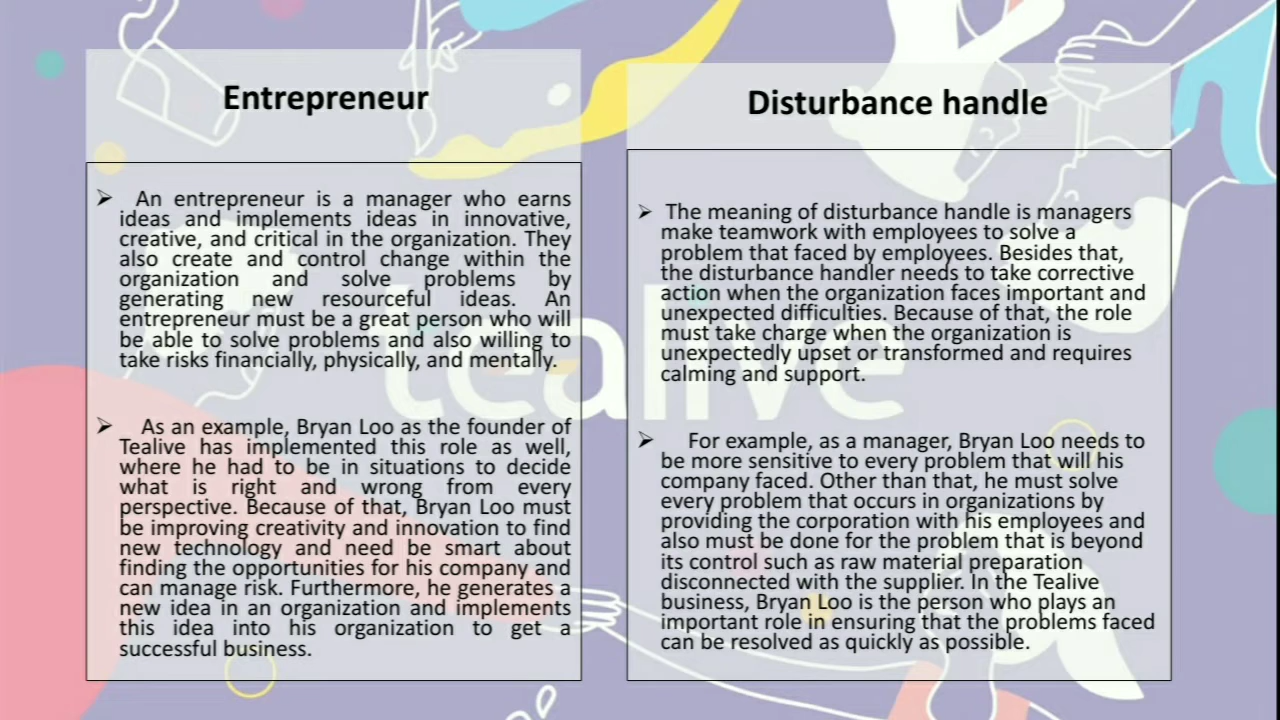 Entrepreneur
➢ An entrepreneur is a manager who earns
ideas and implements ideas in innovative,
creative, and critical in the organization. They
also create and control change within the
organization and solve problems by
generating new resourceful ideas. An
entrepreneur must be a great person who will
be able to solve problems and also willing to
take risks financially, physically, and mentally.
➢ As an example, Bryan Loo as the founder of
Tealive has implemented this role as well,
where he had to be in situations to decide
what is right and wrong from every
perspective. Because of that, Bryan Loo must
be improving creativity and innovation to find
new technology and need be smart about
finding the opportunities for his company and
can manage risk. Furthermore, he generates a
new idea in an organization and implements
this idea into his organization to get a
successful business.
Disturbance handle
➢ The meaning of disturbance handle is managers
make teamwork with employees to solve a
problem that faced by employees. Besides that,
the disturbance handler needs to take corrective
action when the organization faces important and
unexpected difficulties. Because of that, the role
must take charge when the organization is
unexpectedly upset or transformed and requires
calming and support.
➢ For example, as a manager, Bryan Loo needs to
be more sensitive to every problem that will his
company faced. Other than that, he must solve
every problem that occurs in organizations by
providing the corporation with his employees and
also must be done for the problem that is beyond
its control such as raw material preparation
disconnected with the supplier. In the Tealive
business, Bryan Loo is the person who plays an
important role in ensuring that the problems faced
can be resolved as quickly as possible.
tealive